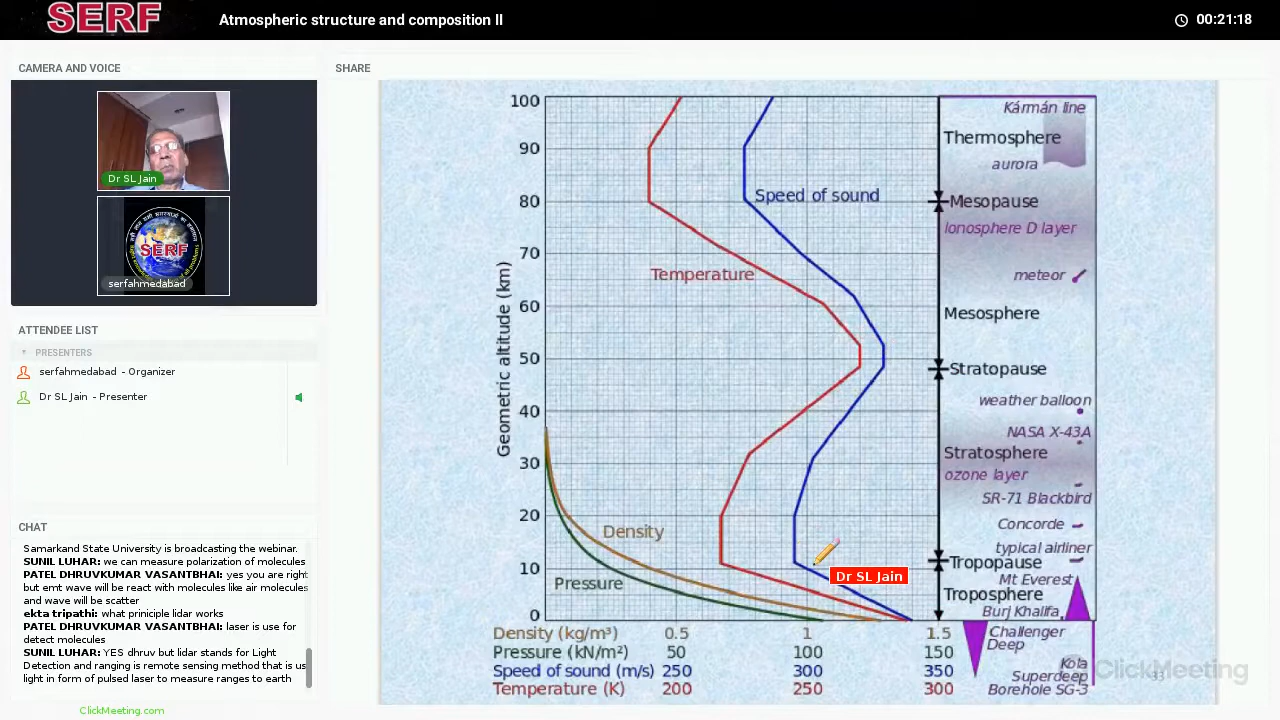 SERF
Atmospheric structure and composition II
00:21:18
CAMERA AND VOICE
SHARE
Dr SL Jain
SERF
serfahmedabad
ATTENDEE LIST
PRESENTERS
serfahmedabad - Organizer
Dr SL Jain - Presenter
CHAT
Samarkand State University is broadcasting the webinar.
SUNIL LUHAR: we can measure polarization of molecules
PATEL DHRUVKUMAR VASANTBHAI: yes you are right
but emt wave will be reach with molecules like air molecules
and wave will be scatter
ekta tripathi: what priniciple lidar works
PATEL DHRUVKUMAR VASANTBHAI: laser is use for
detect molecules
SUNIL LUHAR: YES dhruv but lidar stands for Light
Detection and ranging is remote sensing method that is us
light in form of pulsed laser to measure ranges to earth
ClickMeeting.com
Geometric altitude (km)
100
90
80
70
60
50
40
30
20
10
0
Speed of sound
Temperature
Density
Pressure
Dr SL Jain
Kármán line
Thermosphere
aurora
Mesopause
Ionosphere D layer
meteor
Mesosphere
Stratopause
weather balloon
NASA X-43A
Stratosphere
ozone layer
SR-71 Blackbird
Concorde
typical airliner
Tropopause
Mt Everest
Troposphere
Burj Khalifa
Challenger
Deep
Kola
Superdeep
Borehole SG-3
Density (kg/m³) 0.5 1 1.5
Pressure (kN/m²) 50 100 150
Speed of sound (m/s) 250 300 350
Temperature (K) 200 250 300
ClickMeeting